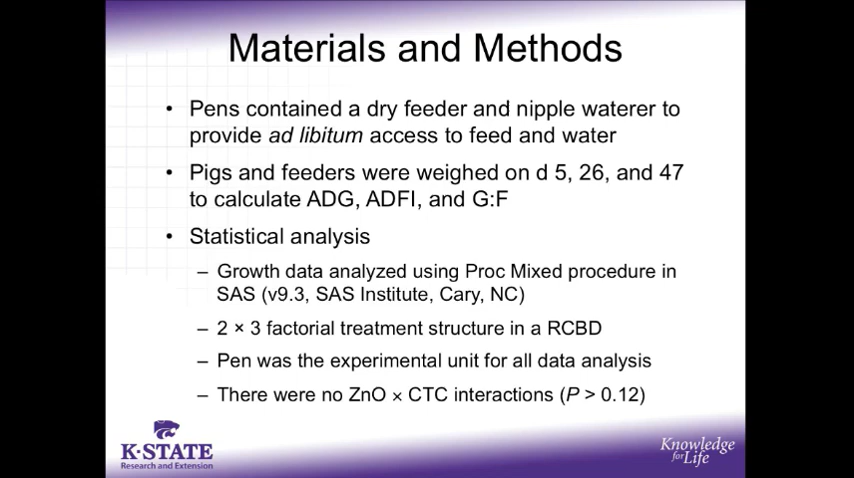 Materials and Methods
• Pens contained a dry feeder and nipple waterer to
provide ad libitum access to feed and water
• Pigs and feeders were weighed on d 5, 26, and 47
to calculate ADG, ADFI, and G:F
• Statistical analysis
– Growth data analyzed using Proc Mixed procedure in
SAS (v9.3, SAS Institute, Cary, NC)
– 2 × 3 factorial treatment structure in a RCBD
– Pen was the experimental unit for all data analysis
– There were no ZnO × CTC interactions (P > 0.12)
K-STATE
Research and Extension
Knowledge
for Life